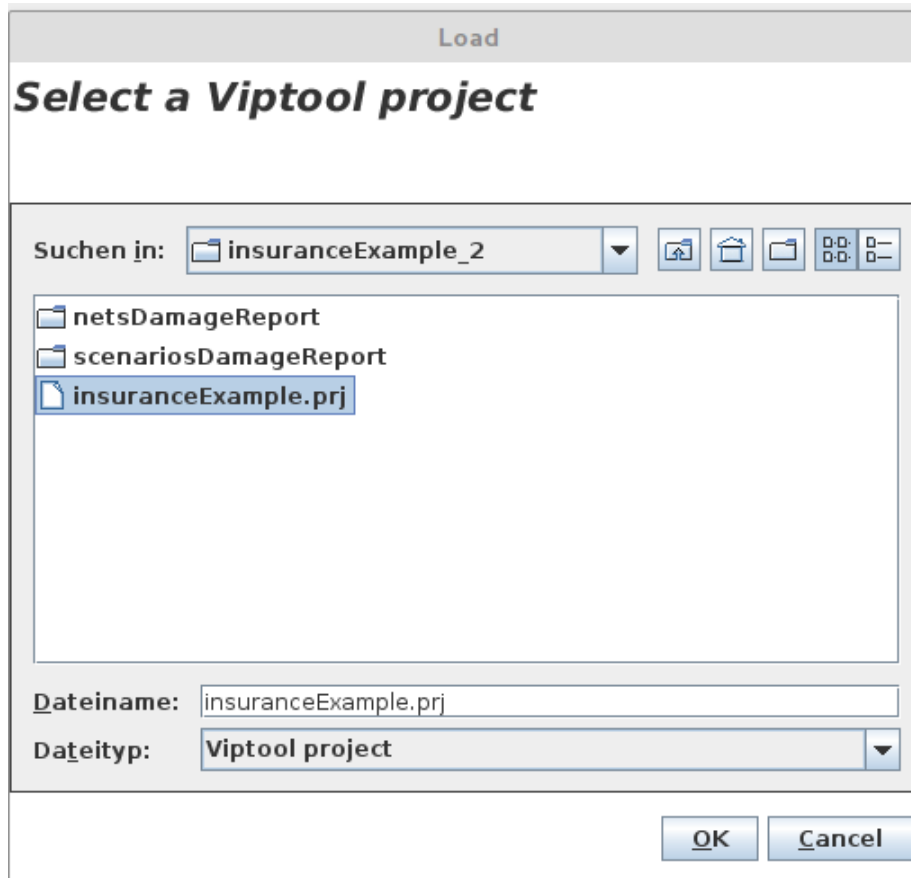 Load
Select a Viptool project
Suchen in: insuranceExample_2
netsDamageReport
scenariosDamageReport
insuranceExample.prj
Dateiname: insuranceExample.prj
Dateityp: Viptool project
OK Cancel